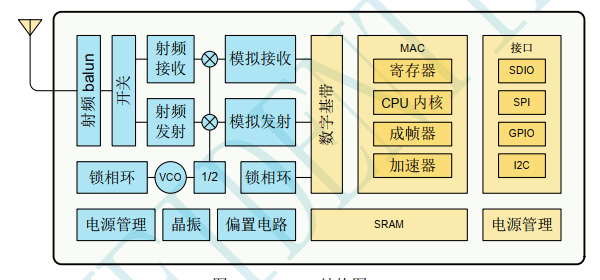 射频 balun
开关
射频
接收
射频
发射
模拟接收
模拟发射
数字基带
锁相环
VCO
1/2
锁相环
MAC
寄存器
CPU 内核
成帧器
加速器
接口
SDIO
SPI
GPIO
I2C
电源管理
晶振
偏置电路
SRAM
电源管理